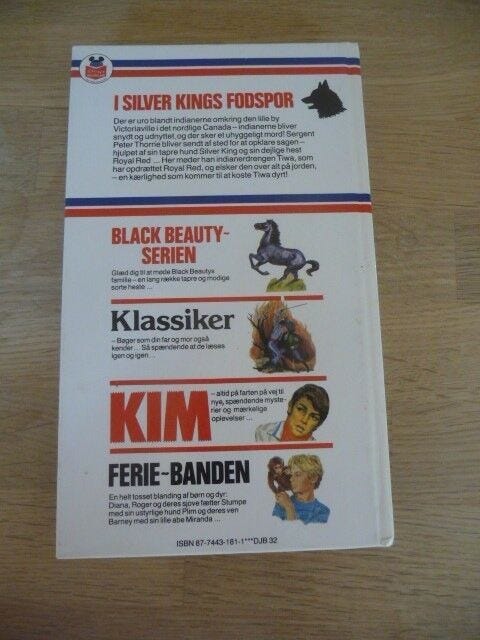 I SILVER KINGS FODSPOR
Der er uro blandt indianerne omkring den lille by
Victoriaville i det nordlige Canada – indianerne bliver
snydt og udnyttet, og der sker et uhyggeligt mord! Sergent
Peter Thorne bliver sendt af sted for at opklare sagen –
hjulpet af sin tapre hund Silver King og sin dejlige hest
Royal Red ... Her møder han indianerdrengen Tiwa, som
har opdrættet Royal Red, og elsker den over alt på jorden,
– en kærlighed som kommer til at koste Tiwa dyrt!
BLACK BEAUTY-
SERIEN
Glæd dig til at møde Black Beautys
familie – en lang række tapre og modige
sorte heste ...
Klassiker
– Bøger som din far og mor også
kender ... Så spændende at de læses
igen og igen ...
KIM
– altid på farten på vej til
nye, spændende myste-
rier og mærkelige
oplevelser ...
FERIE-BANDEN
En helt tosset blanding af børn og dyr:
Diana, Roger og deres sjove fætter Stumpe
med sin ustyrlige hund Pim og deres ven
Barney med sin lille abe Miranda ...
ISBN 87-7443-161-1***DJB 32